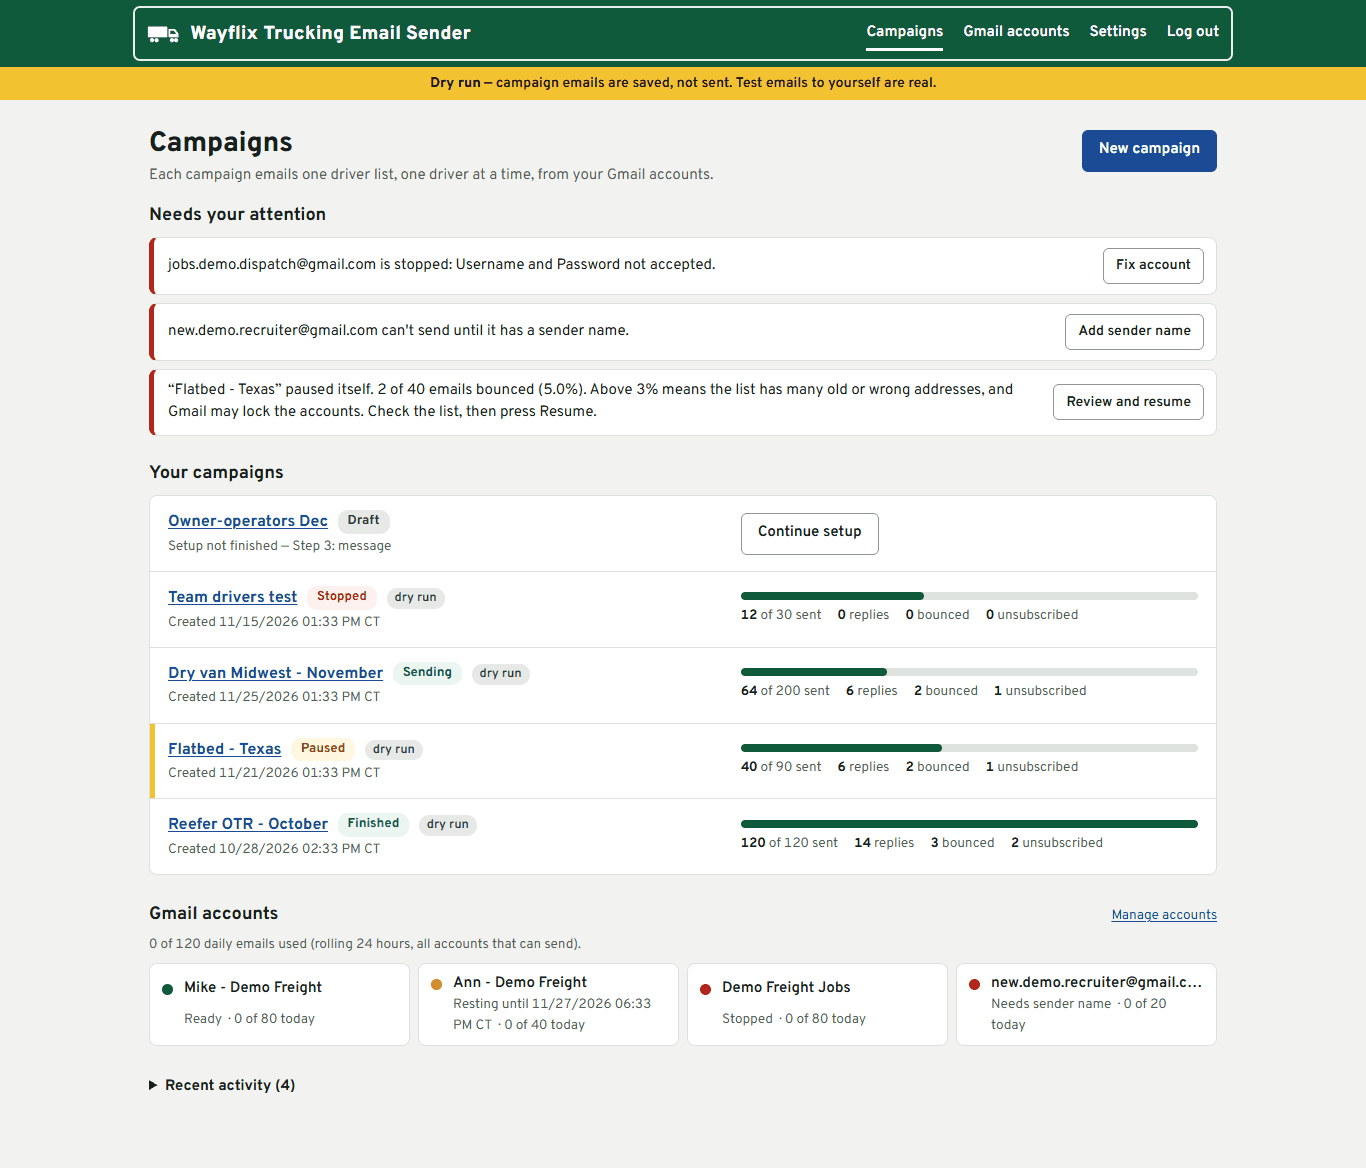 Wayflix Trucking Email Sender
Campaigns
Gmail accounts
Settings
Log out
Dry run — campaign emails are saved, not sent. Test emails to yourself are real.
Campaigns
New campaign
Each campaign emails one driver list, one driver at a time, from your Gmail accounts.
Needs your attention
jobs.demo.dispatch@gmail.com is stopped: Username and Password not accepted.
Fix account
new.demo.recruiter@gmail.com can't send until it has a sender name.
Add sender name
“Flatbed - Texas” paused itself. 2 of 40 emails bounced (5.0%). Above 3% means the list has many old or wrong addresses, and
Gmail may lock the accounts. Check the list, then press Resume.
Review and resume
Your campaigns
Owner-operators Dec Draft
Setup not finished — Step 3: message
Continue setup
Team drivers test Stopped dry run
Created 11/15/2026 01:33 PM CT
12 of 30 sent 0 replies 0 bounced 0 unsubscribed
Dry van Midwest - November Sending dry run
Created 11/25/2026 01:33 PM CT
64 of 200 sent 6 replies 2 bounced 1 unsubscribed
Flatbed - Texas Paused dry run
Created 11/21/2026 01:33 PM CT
40 of 90 sent 6 replies 2 bounced 1 unsubscribed
Reefer OTR - October Finished dry run
Created 10/28/2026 02:33 PM CT
120 of 120 sent 14 replies 3 bounced 2 unsubscribed
Gmail accounts
Manage accounts
0 of 120 daily emails used (rolling 24 hours, all accounts that can send).
Mike - Demo Freight
Ready · 0 of 80 today
Ann - Demo Freight
Resting until 11/27/2026 06:33
PM CT · 0 of 40 today
Demo Freight Jobs
Stopped · 0 of 80 today
new.demo.recruiter@gmail.c...
Needs sender name · 0 of 20
today
Recent activity (4)